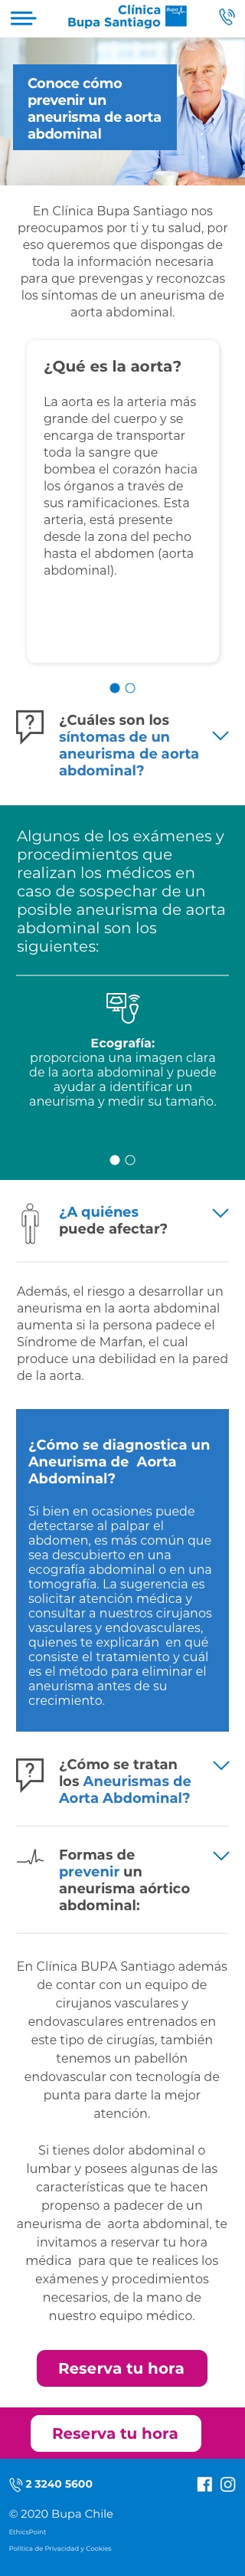 Clínica
Bupa Santiago
Bupa
Conoce cómo
prevenir un
aneurisma de aorta
abdominal
En Clínica Bupa Santiago nos
preocupamos por ti y tu salud, por
eso queremos que dispongas de
toda la información necesaria
para que prevengas y reconozcas
los síntomas de un aneurisma de
aorta abdominal.
¿Qué es la aorta?
La aorta es la arteria más
grande del cuerpo y se
encarga de transportar
toda la sangre que
bombea el corazón hacia
los órganos a través de
sus ramificaciones. Esta
arteria, está presente
desde la zona del pecho
hasta el abdomen (aorta
abdominal).
¿Cuáles son los
síntomas de un
aneurisma de aorta
abdominal?
Algunos de los exámenes y
procedimientos que
realizan los médicos en
caso de sospechar de un
posible aneurisma de aorta
abdominal son los
siguientes:
Ecografía:
proporciona una imagen clara
de la aorta abdominal y puede
ayudar a identificar un
aneurisma y medir su tamaño.
¿A quiénes
puede afectar?
Además, el riesgo a desarrollar un
aneurisma en la aorta abdominal
aumenta si la persona padece el
Síndrome de Marfan, el cual
produce una debilidad en la pared
de la aorta.
¿Cómo se diagnostica un
Aneurisma de  Aorta
Abdominal?
Si bien en ocasiones puede
detectarse al palpar el
abdomen, es más común que
sea descubierto en una
ecografía abdominal o en una
tomografía. La sugerencia es
solicitar atención médica y
consultar a nuestros cirujanos
vasculares y endovasculares,
quienes te explicarán  en qué
consiste el tratamiento y cuál
es el método para eliminar el
aneurisma antes de su
crecimiento.
¿Cómo se tratan
los Aneurismas de
Aorta Abdominal?
Formas de
prevenir un
aneurisma aórtico
abdominal:
En Clínica BUPA Santiago además
de contar con un equipo de
cirujanos vasculares y
endovasculares entrenados en
este tipo de cirugías, también
tenemos un pabellón
endovascular con tecnología de
punta para darte la mejor
atención.
Si tienes dolor abdominal o
lumbar y posees algunas de las
características que te hacen
propenso a padecer de un
aneurisma de  aorta abdominal, te
invitamos a reservar tu hora
médica  para que te realices los
exámenes y procedimientos
necesarios, de la mano de
nuestro equipo médico.
Reserva tu hora
Reserva tu hora
2 3240 5600
© 2020 Bupa Chile
EthicsPoint
Política de Privacidad y Cookies